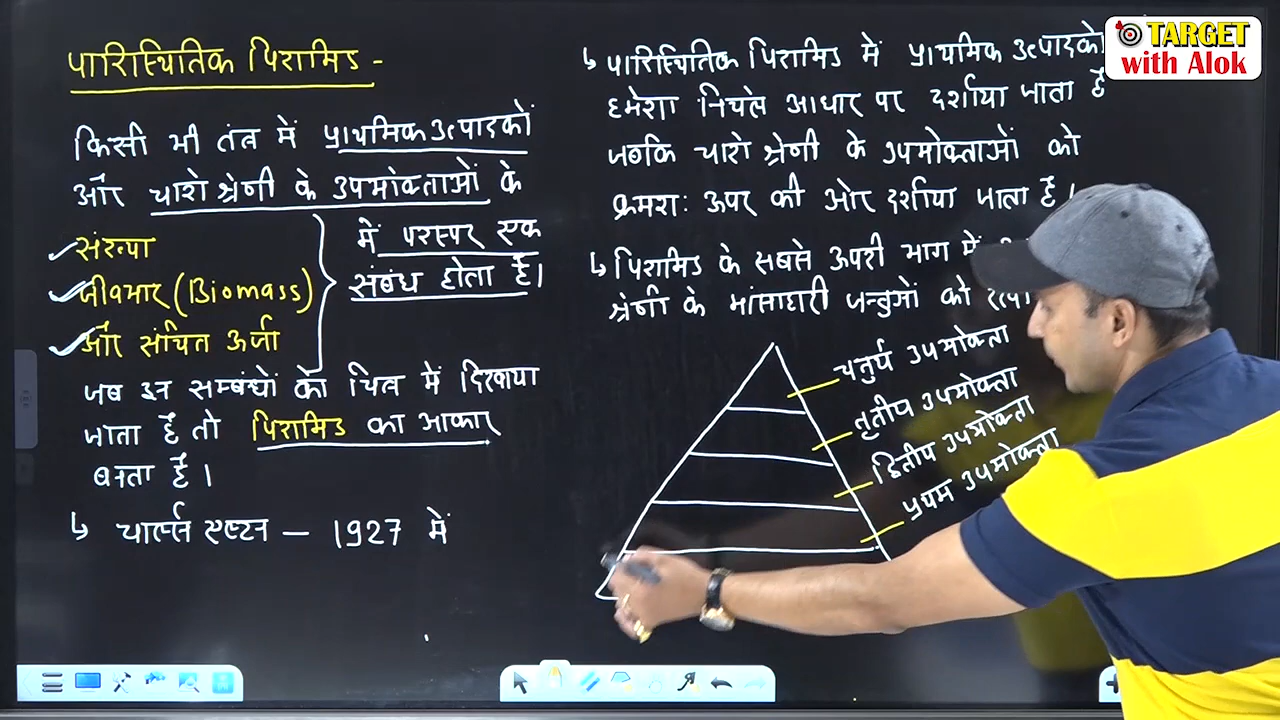 पारिस्थितिक पिरामिड -
किसी भी तंत्र में प्राथमिक उत्पादकों
और चारो श्रेणी के उपभोक्ताओं के
संख्या
जीवभार (Biomass)
और संचित ऊर्जा
में परस्पर एक
संबंध होता है।
जब इन सम्बंधों को चित्र में दिखाया
जाता है तो पिरामिड का आकार
बनता है।
↳ चार्ल्स एल्टन — 1927 में
↳ पारिस्थितिक पिरामिड में प्राथमिक उत्पादको
हमेशा निचले आधार पर दर्शाया जाता है
जबकि चारो श्रेणी के उपभोक्ताओं को
क्रमशः ऊपर की ओर दर्शाया जाता है।
↳ पिरामिड के सबसे ऊपरी भाग में
श्रेणी के मांसाहारी जन्तुओं को
चतुर्थ उपभोक्ता
तृतीय उपभोक्ता
द्वितीय उपभोक्ता
प्रथम उपभोक्ता
TARGET
with Alok